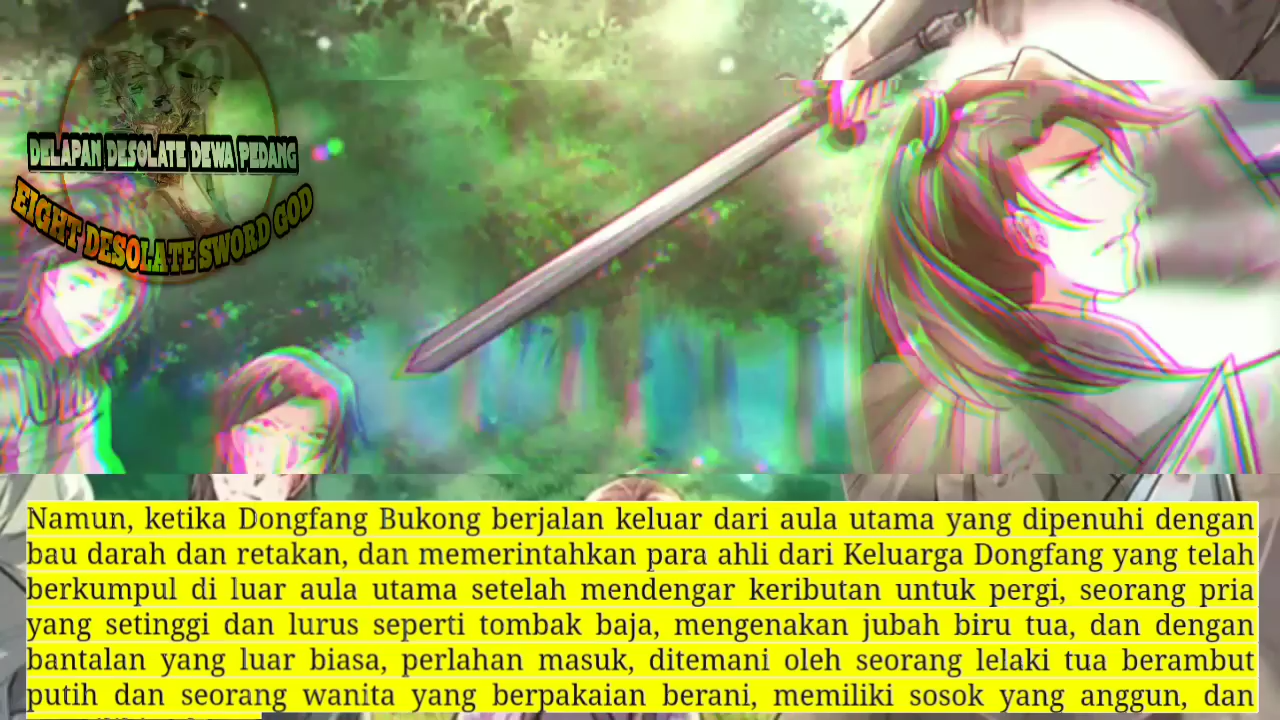 DELAPAN DESOLATE DEWA PEDANG
EIGHT DESOLATE SWORD GOD
Namun, ketika Dongfang Bukong berjalan keluar dari aula utama yang dipenuhi dengan
bau darah dan retakan, dan memerintahkan para ahli dari Keluarga Dongfang yang telah
berkumpul di luar aula utama setelah mendengar keributan untuk pergi, seorang pria
yang setinggi dan lurus seperti tombak baja, mengenakan jubah biru tua, dan dengan
bantalan yang luar biasa, perlahan masuk, ditemani oleh seorang lelaki tua berambut
putih dan seorang wanita yang berpakaian berani, memiliki sosok yang anggun, dan